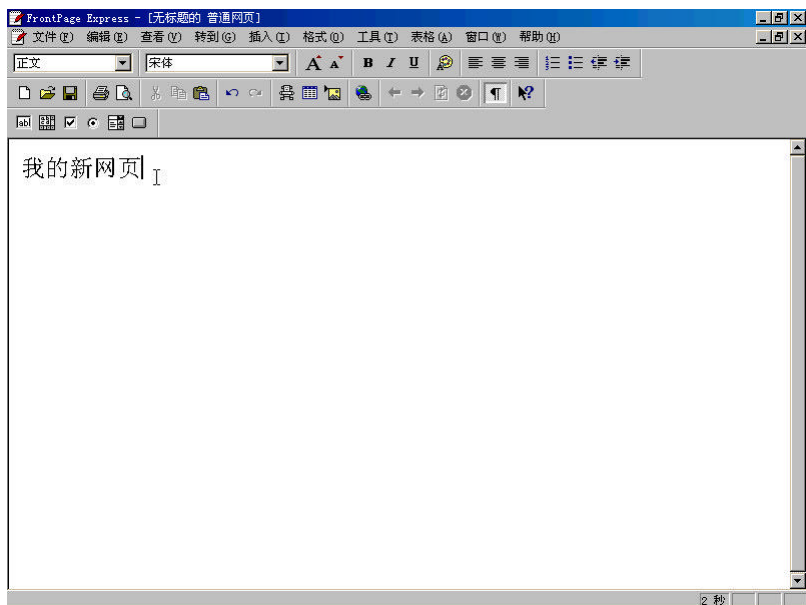 FrontPage Express - [无标题的 普通网页]
文件(F) 编辑(E) 查看(V) 转到(G) 插入(I) 格式(O) 工具(T) 表格(A) 窗口(W) 帮助(H)
正文 宋体 A A B I U
abl
我的新网页
2 秒